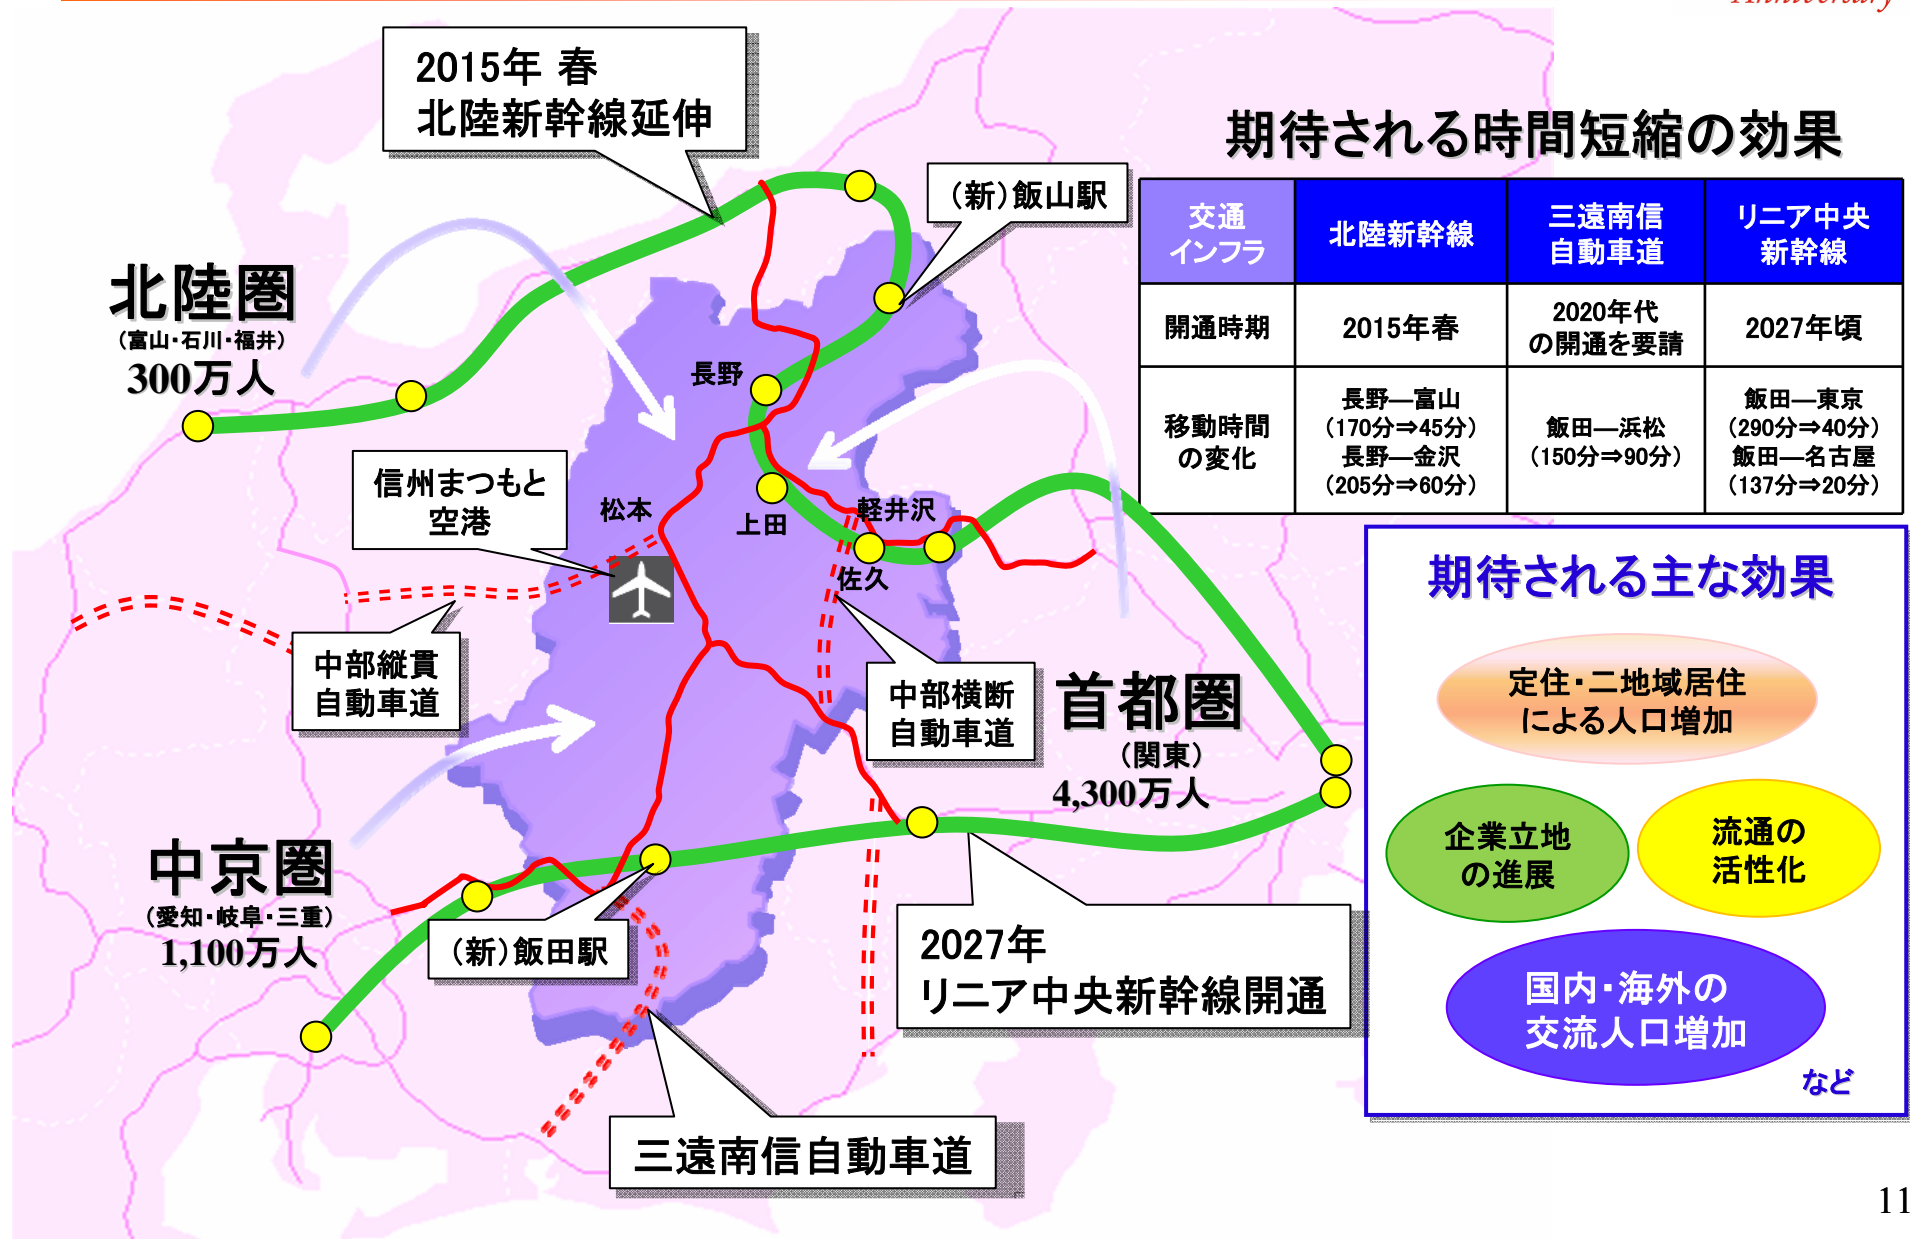 Anniversary
2015年 春
北陸新幹線延伸
(新)飯山駅
北陸圏
(富山・石川・福井)
300万人
長野
信州まつもと
空港
松本
上田
軽井沢
佐久
中部縦貫
自動車道
中部横断
自動車道
首都圏
(関東)
4,300万人
中京圏
(愛知・岐阜・三重)
1,100万人
(新)飯田駅
2027年
リニア中央新幹線開通
三遠南信自動車道
期待される時間短縮の効果
交通
インフラ
北陸新幹線
三遠南信
自動車道
リニア中央
新幹線
開通時期
2015年春
2020年代
の開通を要請
2027年頃
移動時間
の変化
長野―富山
(170分⇒45分)
長野―金沢
(205分⇒60分)
飯田―浜松
(150分⇒90分)
飯田―東京
(290分⇒40分)
飯田―名古屋
(137分⇒20分)
期待される主な効果
定住・二地域居住
による人口増加
企業立地
の進展
流通の
活性化
国内・海外の
交流人口増加
など
11